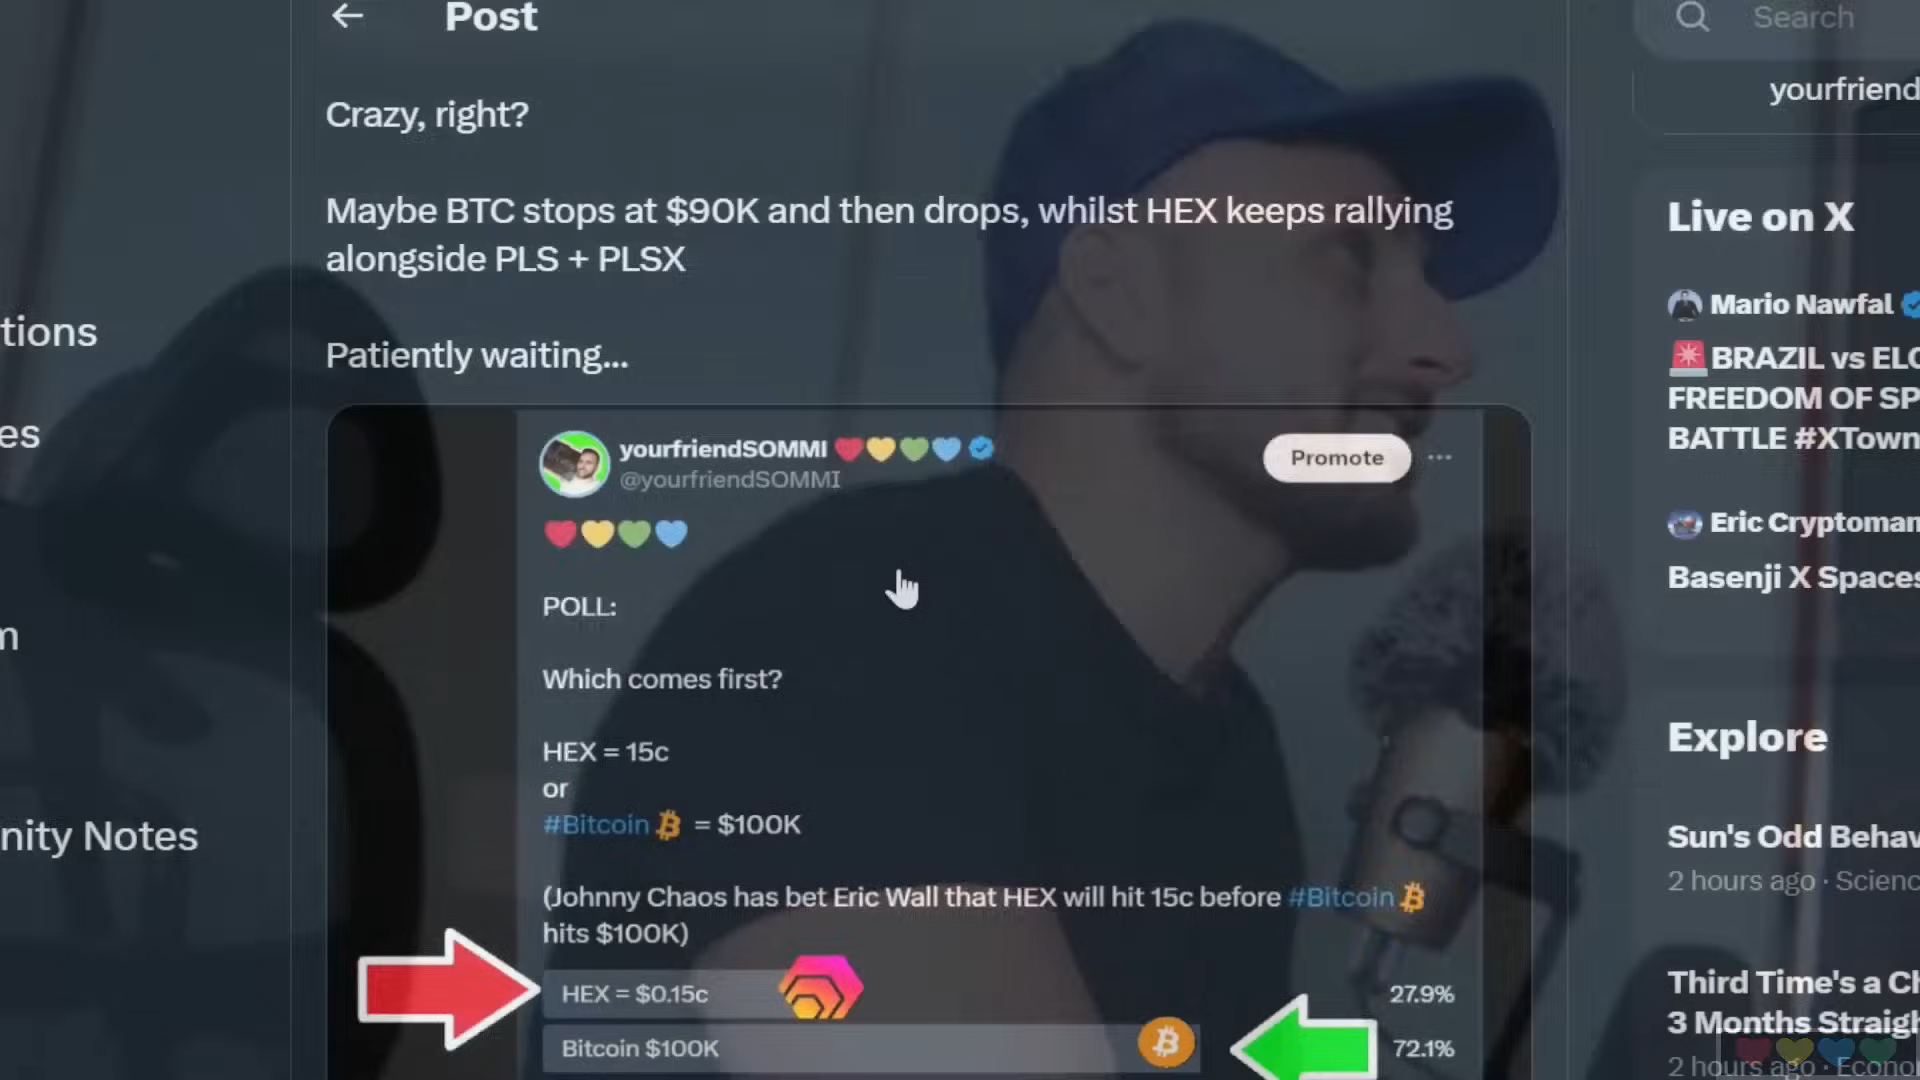 Post
Search
yourfriend
Crazy, right?
Maybe BTC stops at $90K and then drops, whilst HEX keeps rallying
alongside PLS + PLSX
Patiently waiting...
tions
es
m
nity Notes
yourfriendSOMMI
@yourfriendSOMMI
Promote
POLL:
Which comes first?
HEX = 15c
or
#Bitcoin = $100K
(Johnny Chaos has bet Eric Wall that HEX will hit 15c before #Bitcoin
hits $100K)
HEX = $0.15c 27.9%
Bitcoin $100K 72.1%
Live on X
Mario Nawfal
BRAZIL vs ELO
FREEDOM OF SP
BATTLE #XTown
Eric Cryptoman
Basenji X Spaces
Explore
Sun's Odd Behav
2 hours ago · Scienc
Third Time's a Ch
3 Months Straigh
2 hours ago · Econo